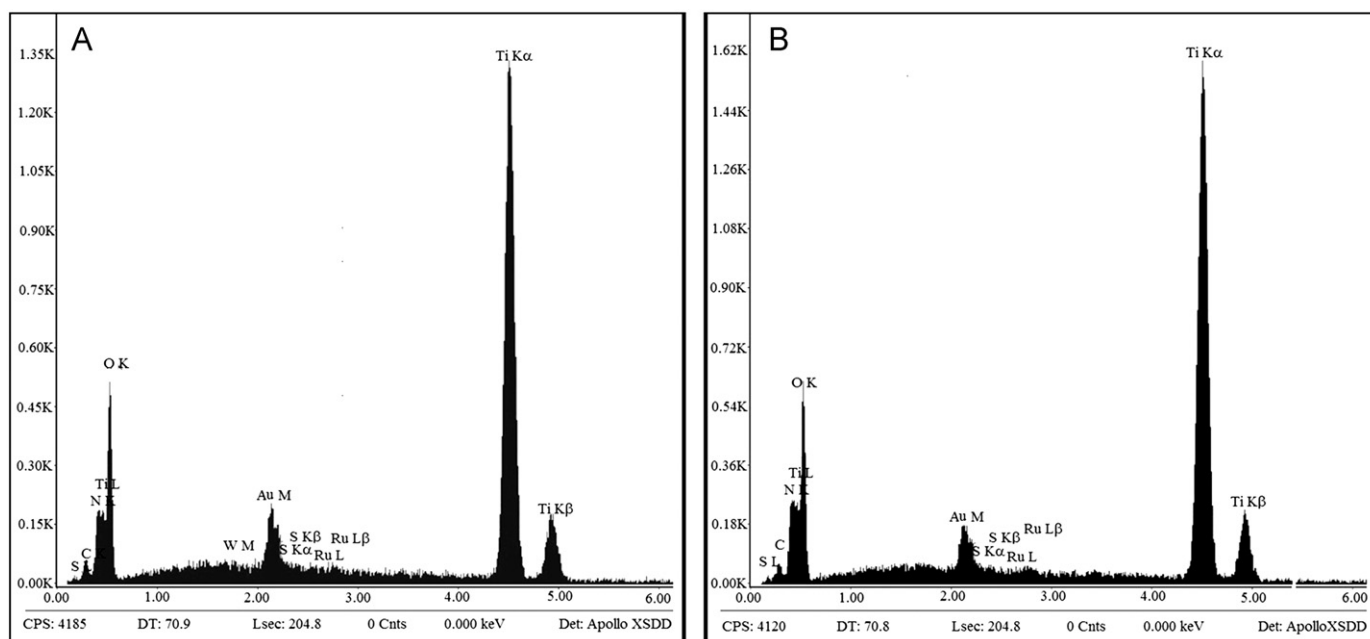 A
1.35K
1.20K
1.05K
0.90K
0.75K
0.60K
0.45K
0.30K
0.15K
0.00K
Ti Kα
O K
Ti L
N K
C K
S
Au M
W M
S Kβ
S Kα
Ru Lβ
Ru L
Ti Kβ
0.00 1.00 2.00 3.00 4.00 5.00 6.00
CPS: 4185 DT: 70.9 Lsec: 204.8 0 Cnts 0.000 keV Det: Apollo XSDD
B
1.62K
1.44K
1.26K
1.08K
0.90K
0.72K
0.54K
0.36K
0.18K
0.00K
Ti Kα
O K
Ti L
N K
C
S L
Au M
S Kβ
S Kα
Ru Lβ
Ru L
Ti Kβ
0.00 1.00 2.00 3.00 4.00 5.00 6.00
CPS: 4120 DT: 70.8 Lsec: 204.8 0 Cnts 0.000 keV Det: ApolloXSDD